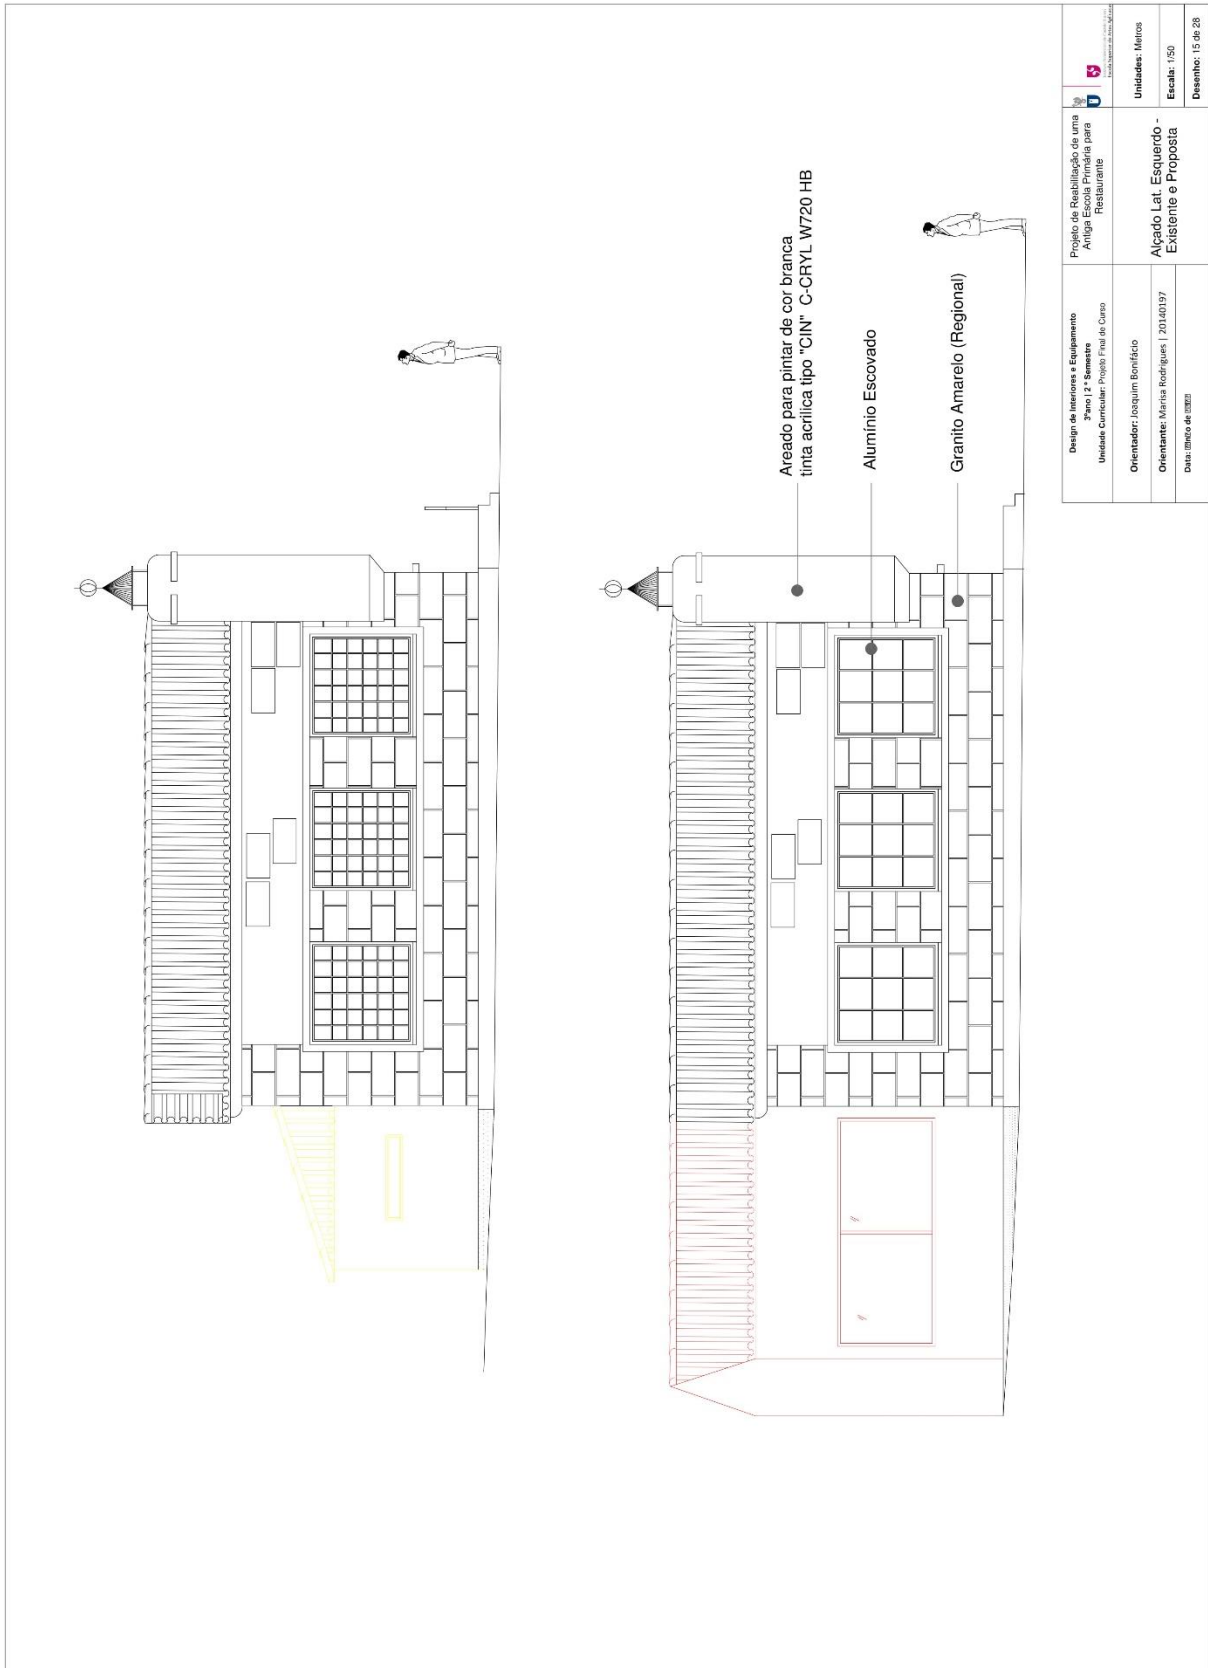 Areado para pintar de cor branca
tinta acrilica tipo "CIN" C-CRYL W720 HB
Alumínio Escovado
Granito Amarelo (Regional)
Design de Interiores e Equipamento
3ºano | 2 º Semestre
Unidade Curricular: Projeto Final de Curso
Projeto de Reabilitação de uma
Antiga Escola Primária para
Restaurante
Orientador: Joaquim Bonifácio
Orientante: Marisa Rodrigues | 20140197
Data: de
Alçado Lat. Esquerdo -
Existente e Proposta
Unidades: Metros
Escala: 1/50
Desenho: 15 de 28